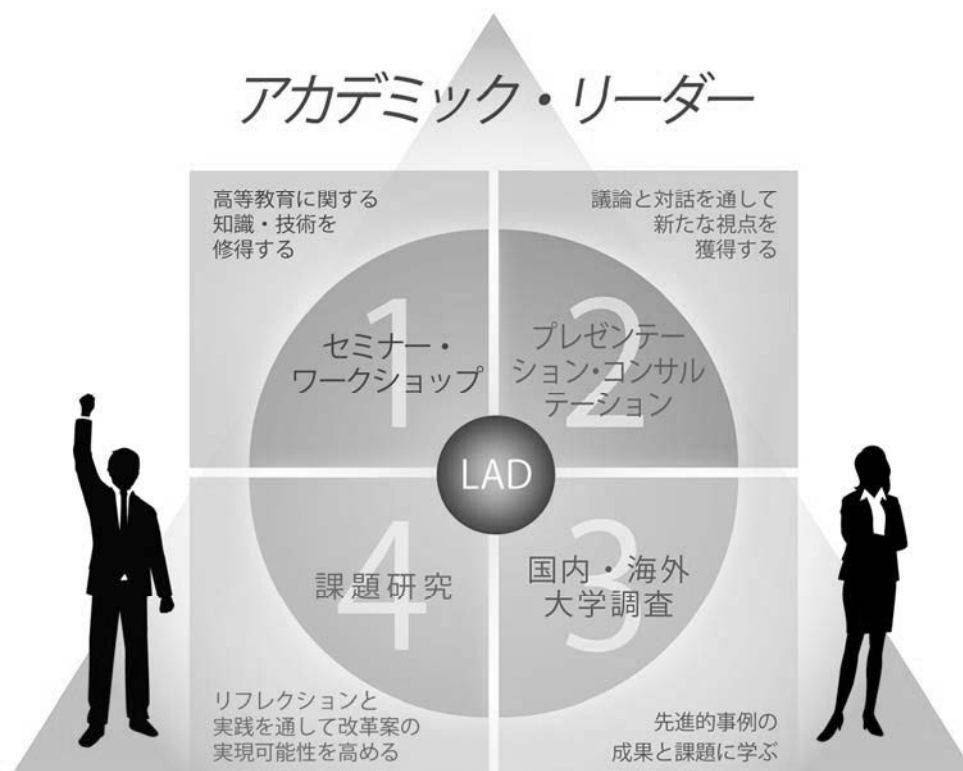 アカデミック・リーダー
高等教育に関する
知識・技術を
修得する
議論と対話を通して
新たな視点を
獲得する
1
セミナー・
ワークショップ
2
プレゼンテー
ション・コンサル
テーション
LAD
4
課題研究
3
国内・海外
大学調査
リフレクションと
実践を通して改革案の
実現可能性を高める
先進的事例の
成果と課題に学ぶ